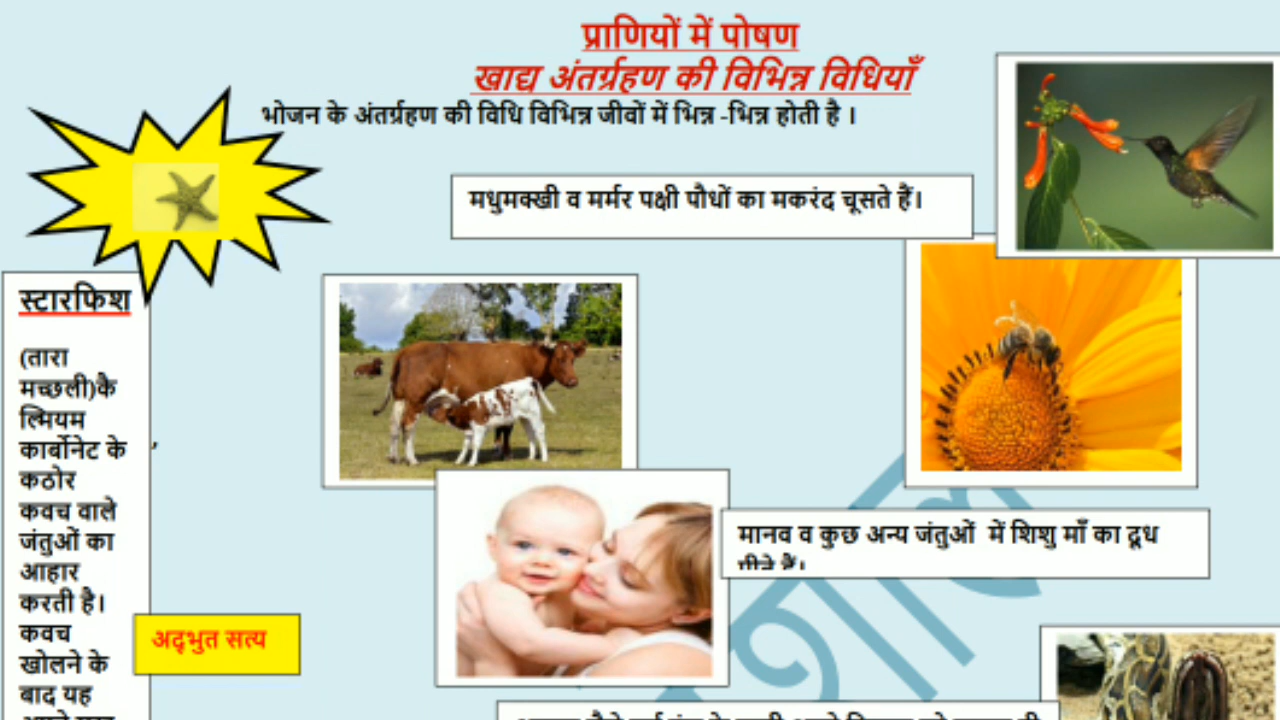 प्राणियों में पोषण
खाद्य अंतर्ग्रहण की विभिन्न विधियाँ
भोजन के अंतर्ग्रहण की विधि विभिन्न जीवों में भिन्न -भिन्न होती है ।
मधुमक्खी व मर्मर पक्षी पौधों का मकरंद चूसते हैं।
स्टारफिश
(तारा
मच्छली)कै
ल्मियम
कार्बोनेट के
कठोर
कवच वाले
जंतुओं का
आहार
करती है।
कवच
खोलने के
बाद यह
अद्भुत सत्य
मानव व कुछ अन्य जंतुओं में शिशु माँ का दूध